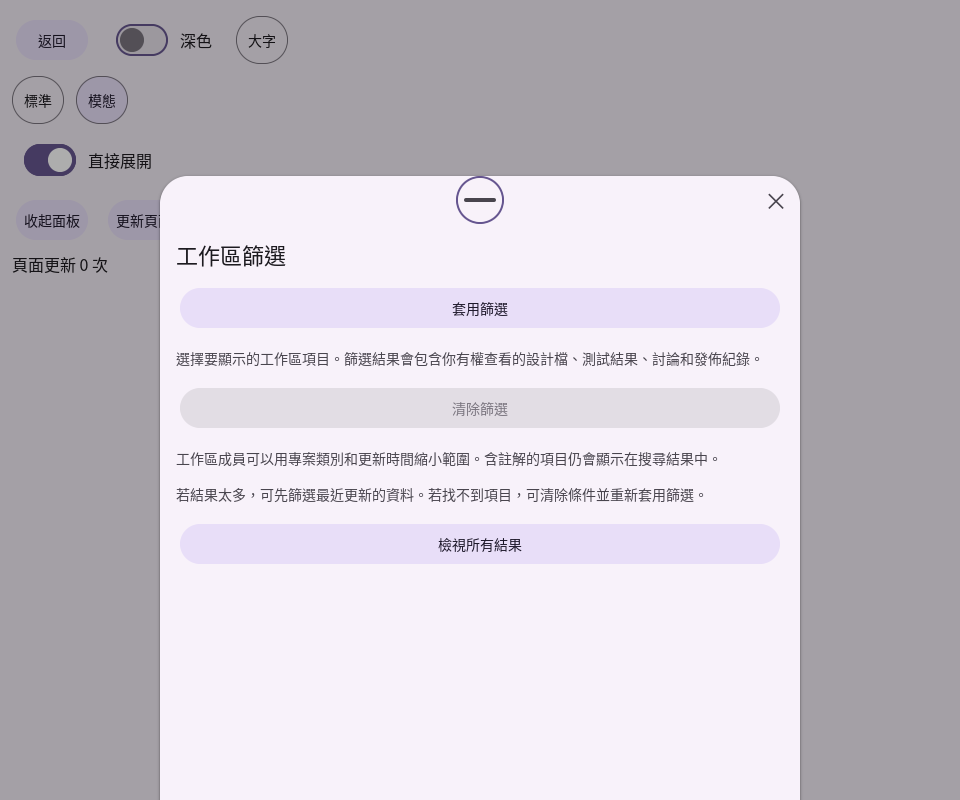 返回
深色
大字
標準
模態
直接展開
收起面板
更新頁
頁面更新 0 次
工作區篩選
套用篩選
選擇要顯示的工作區項目。篩選結果會包含你有權查看的設計檔、測試結果、討論和發佈紀錄。
清除篩選
工作區成員可以用專案類別和更新時間縮小範圍。含註解的項目仍會顯示在搜尋結果中。
若結果太多，可先篩選最近更新的資料。若找不到項目，可清除條件並重新套用篩選。
檢視所有結果